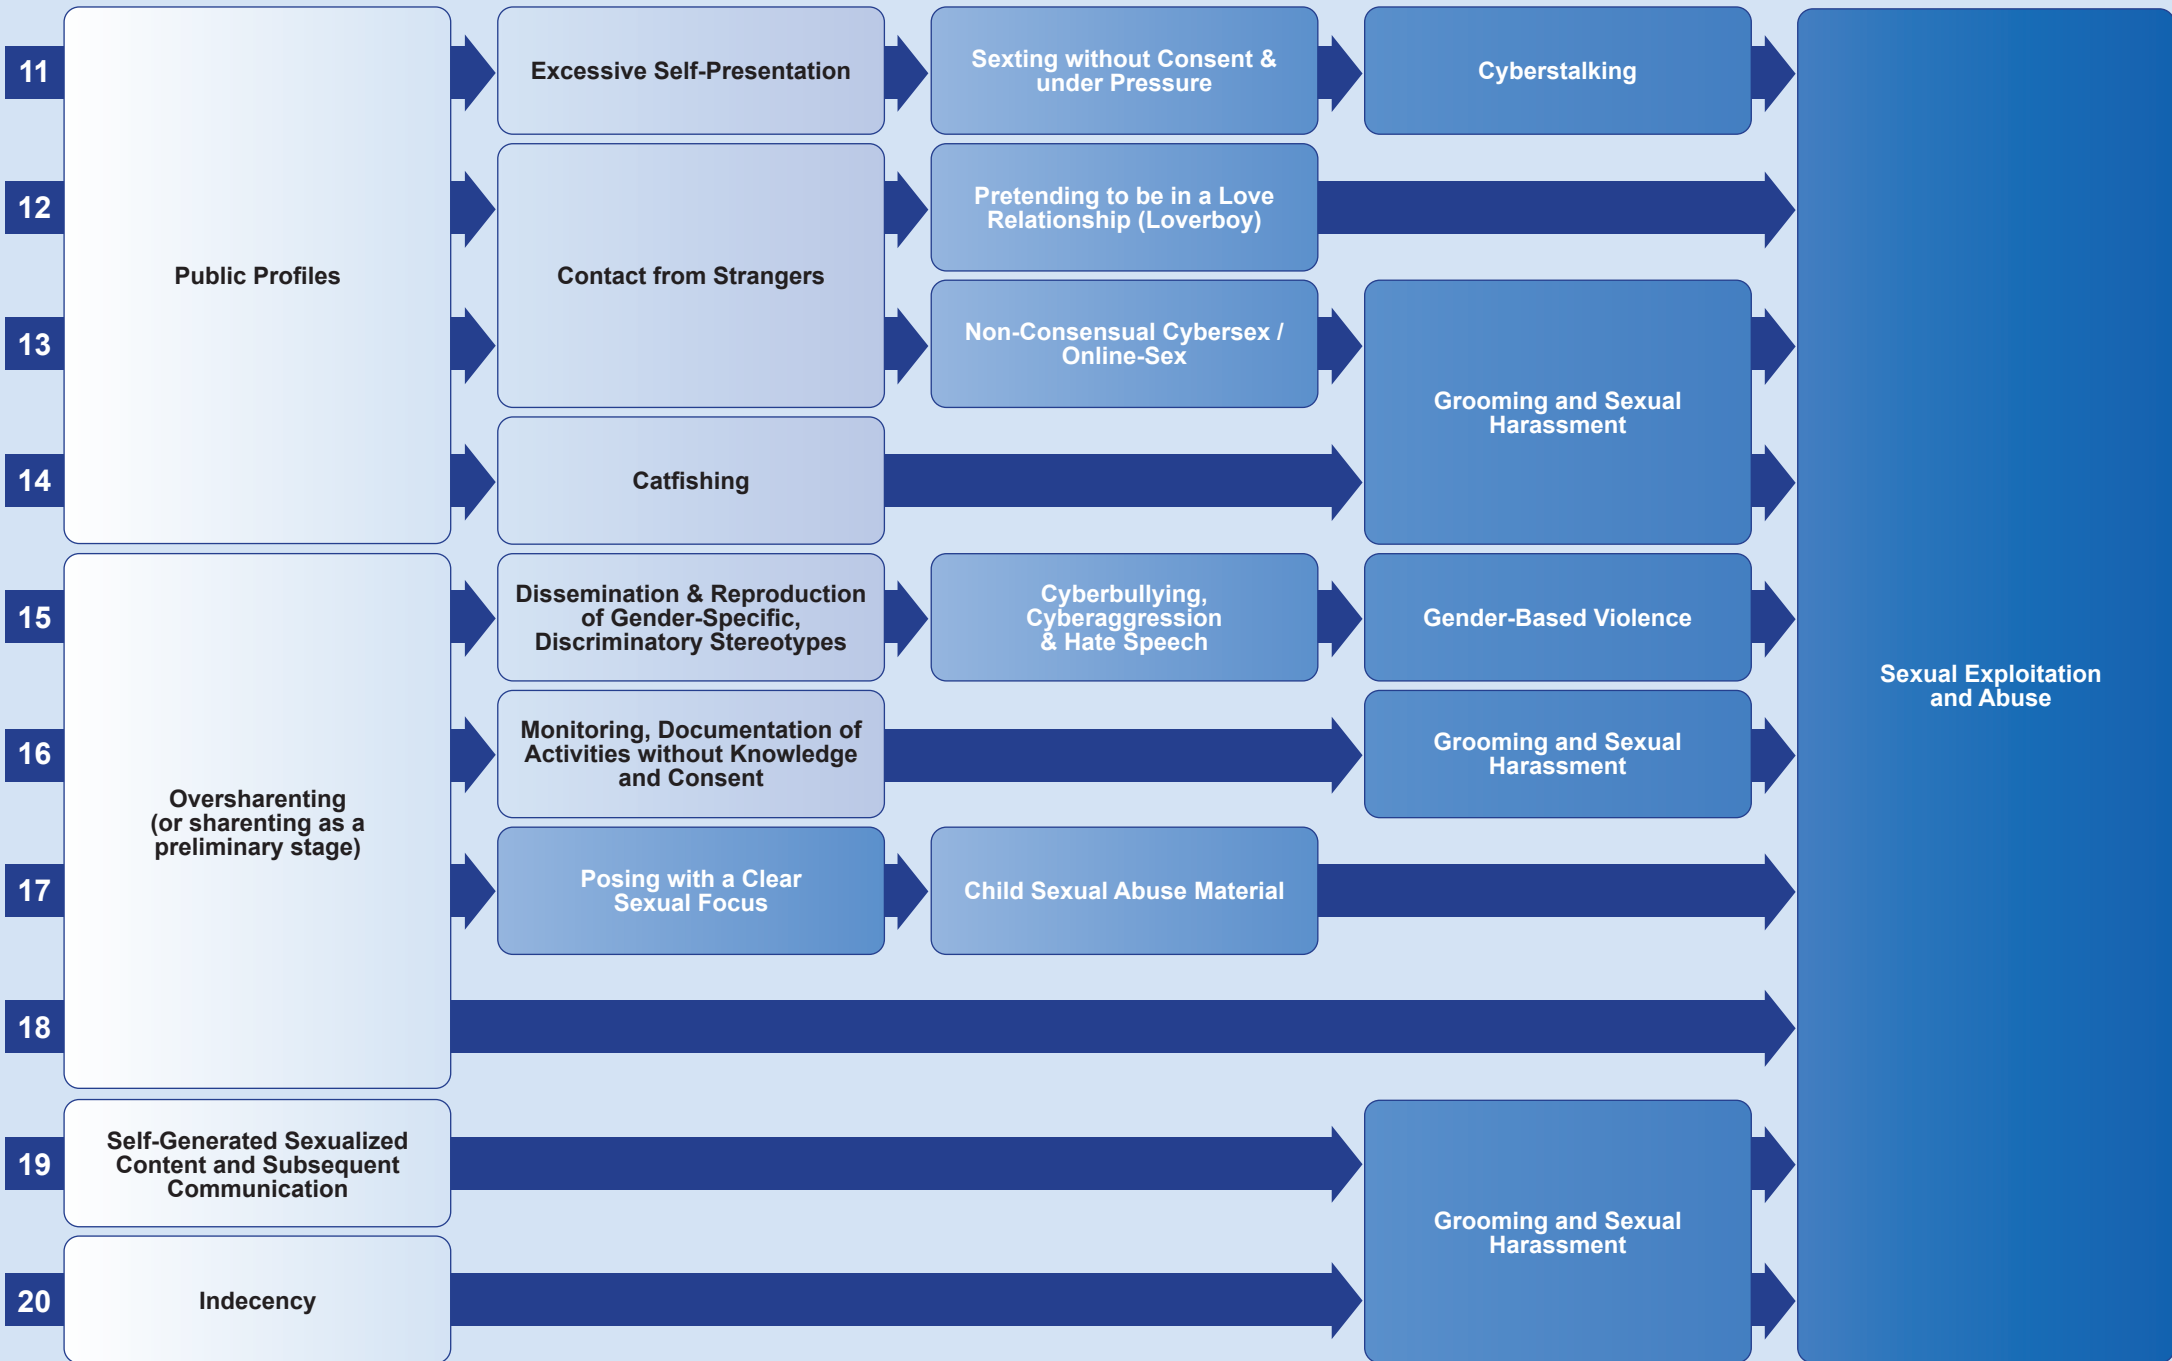 11
Public Profiles
Excessive Self-Presentation
Sexting without Consent &
under Pressure
Cyberstalking
12
Contact from Strangers
Pretending to be in a Love
Relationship (Loverboy)
13
Non-Consensual Cybersex /
Online-Sex
Grooming and Sexual
Harassment
14
Catfishing
15
Dissemination & Reproduction
of Gender-Specific,
Discriminatory Stereotypes
Cyberbullying,
Cyberaggression
& Hate Speech
Gender-Based Violence
Sexual Exploitation
and Abuse
16
Oversharenting
(or sharenting as a
preliminary stage)
Monitoring, Documentation of
Activities without Knowledge
and Consent
Grooming and Sexual
Harassment
17
Posing with a Clear
Sexual Focus
Child Sexual Abuse Material
18
19
Self-Generated Sexualized
Content and Subsequent
Communication
Grooming and Sexual
Harassment
20
Indecency